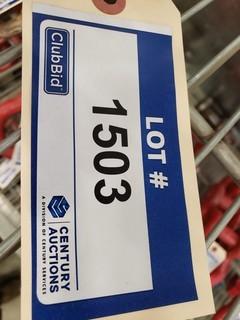 LOT #
1503
ClubBid
CENTURY
AUCTIONS
A DIVISION OF CENTURY SERVICES